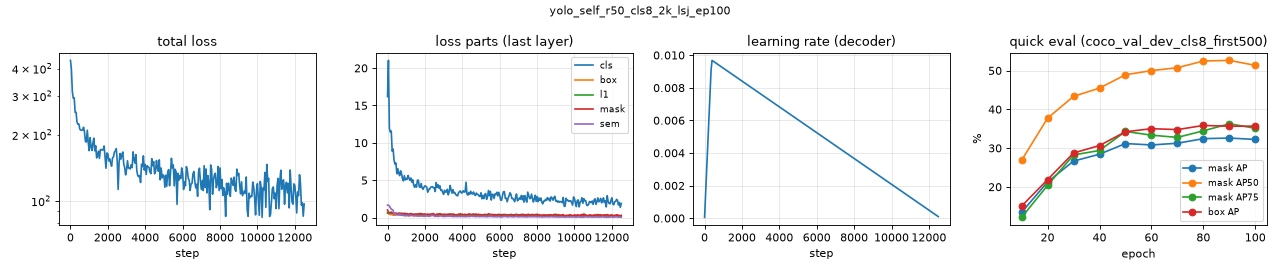 yolo_self_r50_cls8_2k_lsj_ep100
total loss
4 × 10²
3 × 10²
2 × 10²
10²
0 2000 4000 6000 8000 10000 12000
step
loss parts (last layer)
20
15
10
5
0
cls
box
l1
mask
sem
0 2000 4000 6000 8000 10000 12000
step
learning rate (decoder)
0.010
0.008
0.006
0.004
0.002
0.000
0 2000 4000 6000 8000 10000 12000
step
quick eval (coco_val_dev_cls8_first500)
%
50
40
30
20
mask AP
mask AP50
mask AP75
box AP
20 40 60 80 100
epoch